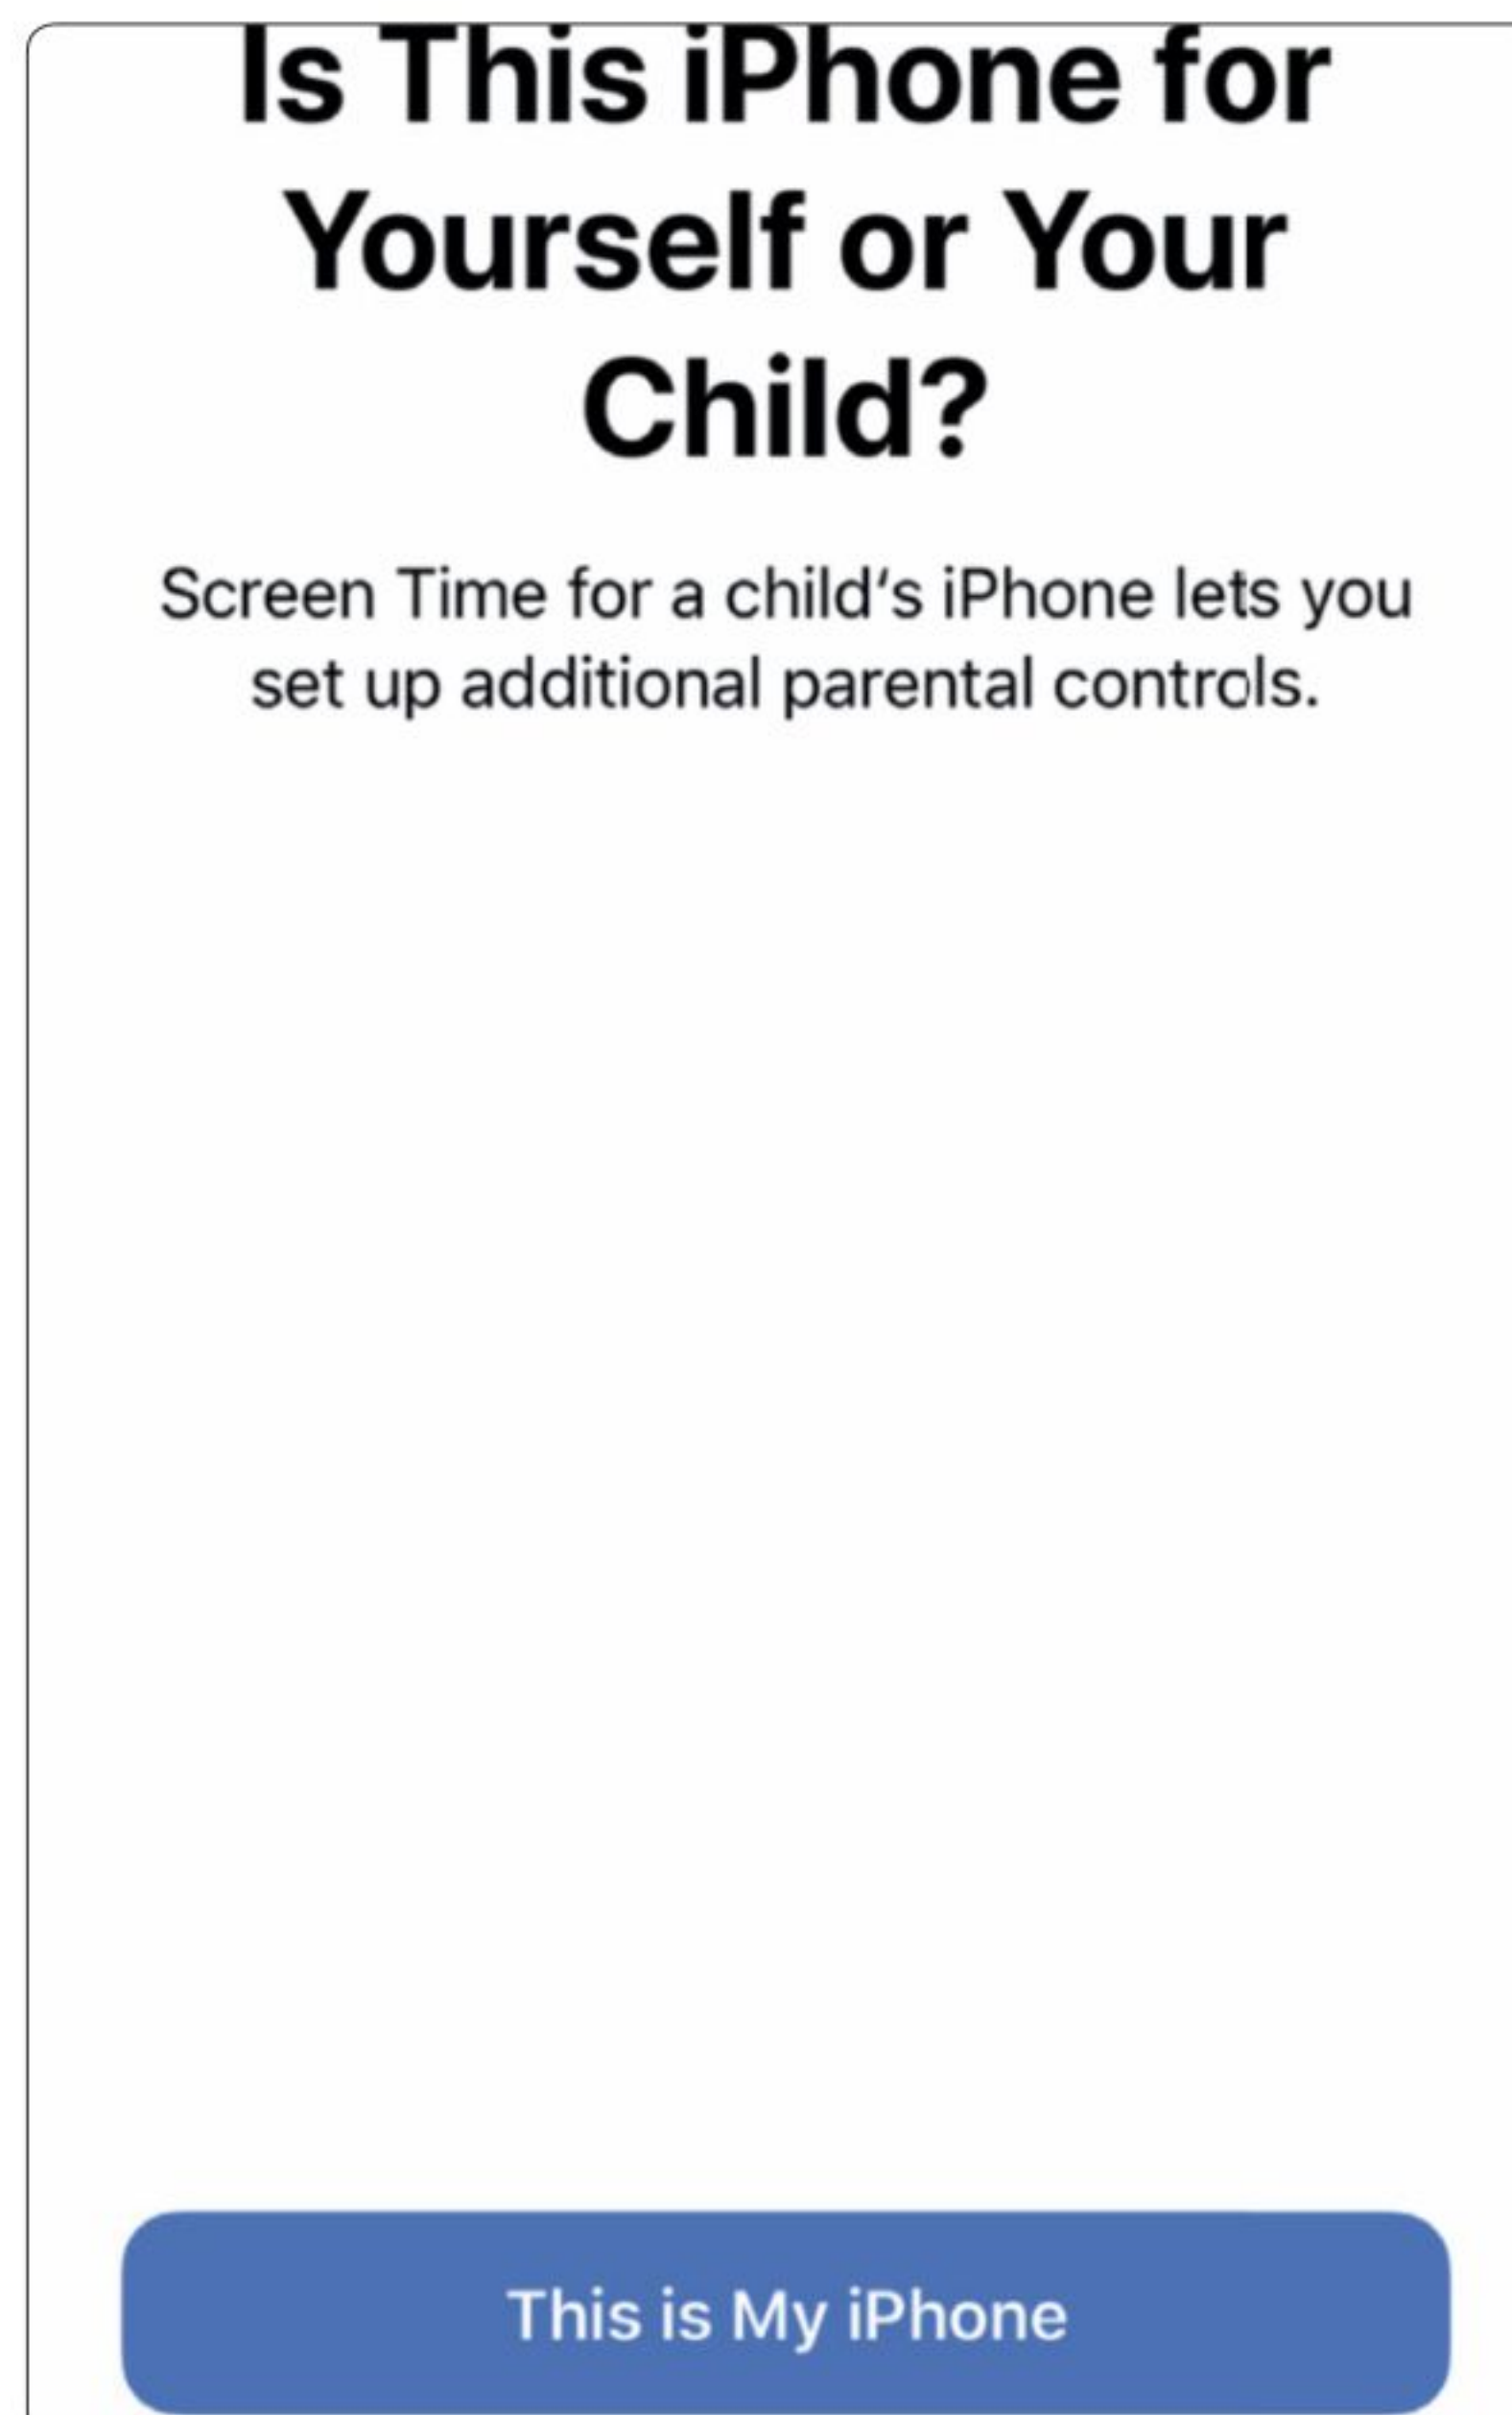 Is This iPhone for
Yourself or Your
Child?
Screen Time for a child's iPhone lets you
set up additional parental controls.
This is My iPhone